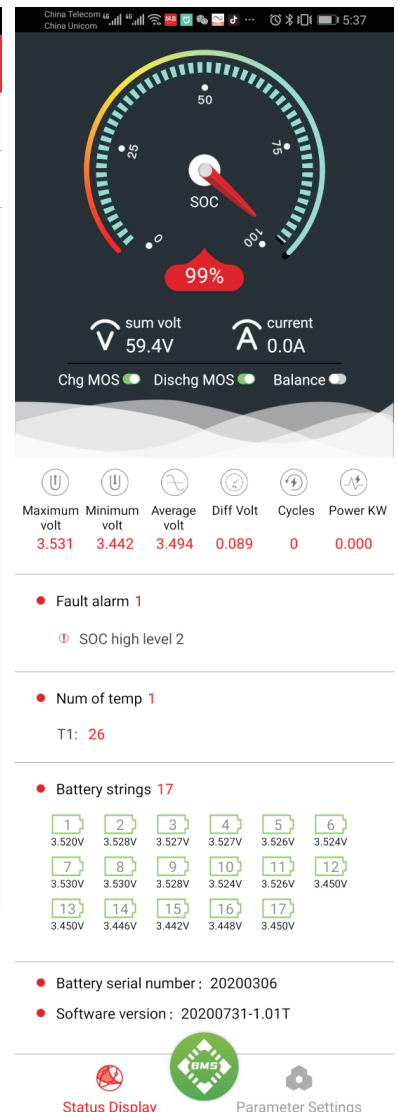 China Telecom 4G 4G 5:37
China Unicom
50
25
75
SOC
0
100
99%
sum volt
59.4V
current
0.0A
Chg MOS Dischg MOS Balance
Maximum volt
Minimum volt
Average volt
Diff Volt
Cycles
Power KW
3.531 3.442 3.494 0.089 0 0.000
Fault alarm 1
SOC high level 2
Num of temp 1
T1: 26
Battery strings 17
1 2 3 4 5 6
3.520V 3.528V 3.527V 3.527V 3.526V 3.524V
7 8 9 10 11 12
3.530V 3.530V 3.528V 3.524V 3.526V 3.450V
13 14 15 16 17
3.450V 3.446V 3.442V 3.448V 3.450V
Battery serial number: 20200306
Software version: 20200731-1.01T
BMS
Status Display Parameter Settings